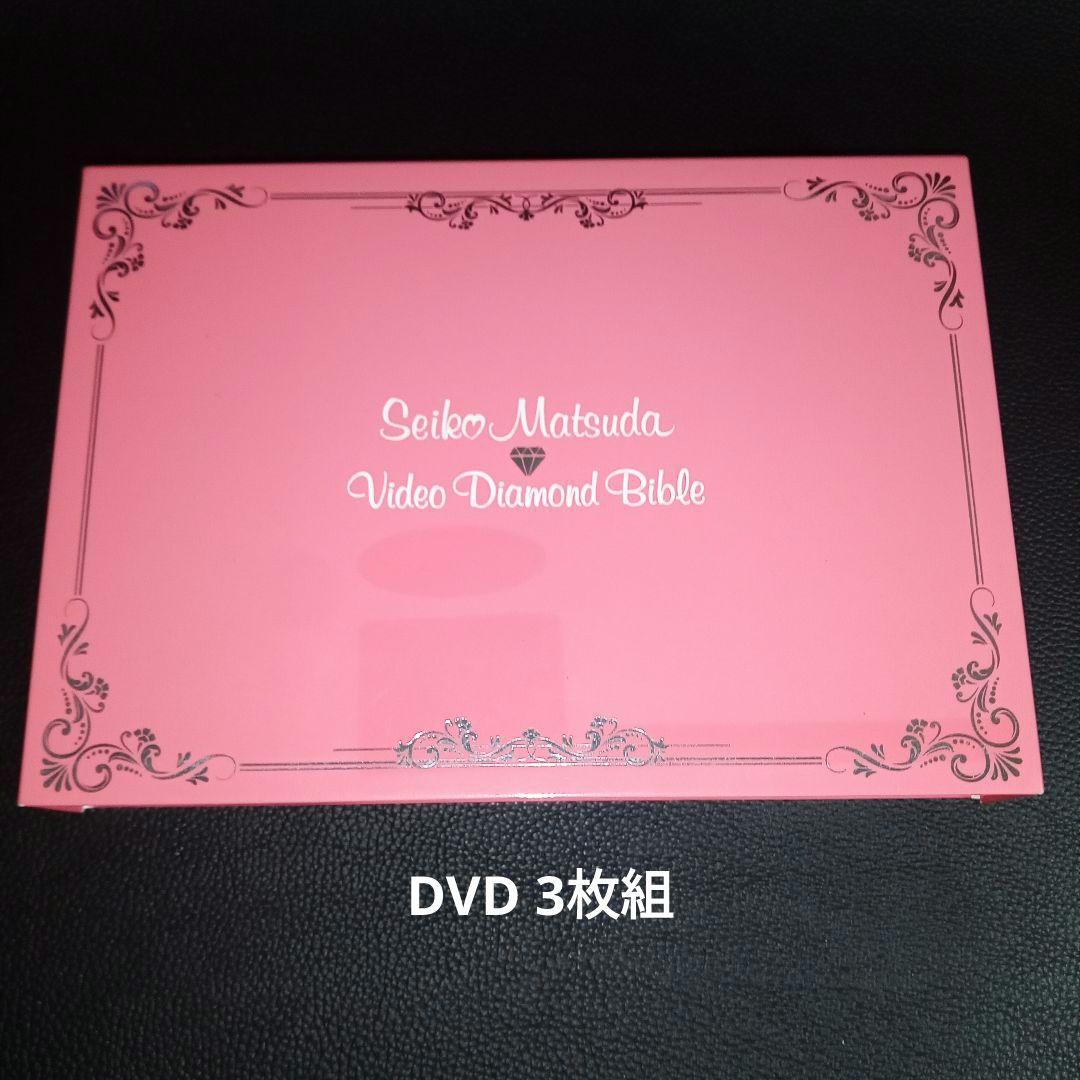 Seiko Matsuda
Video Diamond Bible
DVD 3枚組